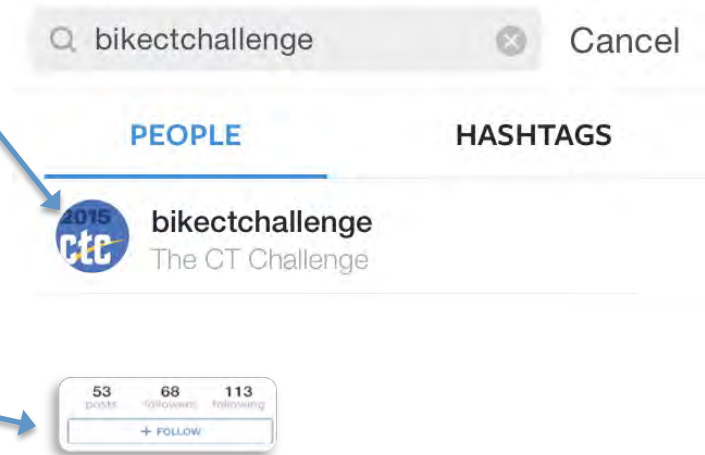 bikectchallenge Cancel
PEOPLE HASHTAGS
2015
ctc
bikectchallenge
The CT Challenge
53 68 113
posts followers following
+ FOLLOW